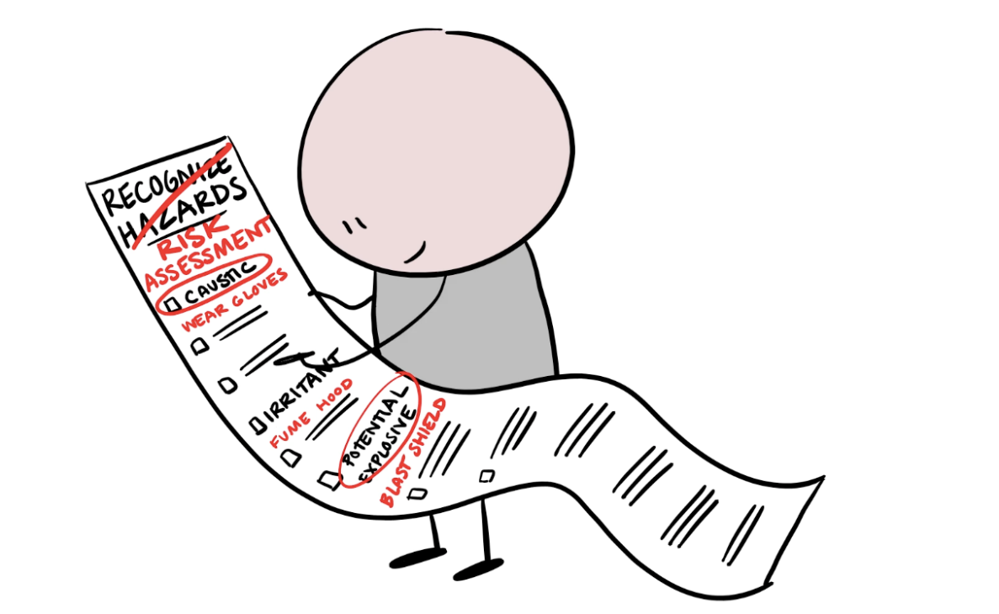 RECOGNIZE
HAZARDS
RISK
ASSESSMENT
CAUSTIC
WEAR GLOVES
IRRITANT
FUME HOOD
POTENTIAL
EXPLOSIVE
BLAST SHIELD